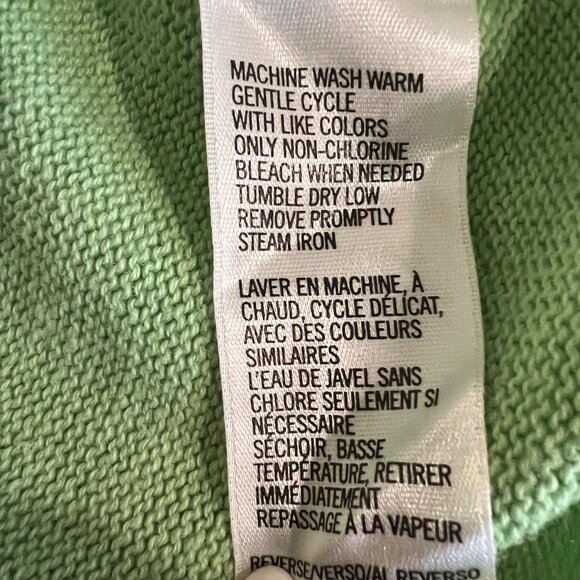 MACHINE WASH WARM
GENTLE CYCLE
WITH LIKE COLORS
ONLY NON-CHLORINE
BLEACH WHEN NEEDED
TUMBLE DRY LOW
REMOVE PROMPTLY
STEAM IRON
LAVER EN MACHINE, À
CHAUD, CYCLE DÉLICAT,
AVEC DES COULEURS
SIMILAIRES
L'EAU DE JAVEL SANS
CHLORE SEULEMENT SI
NÉCESSAIRE
SÉCHOIR, BASSE
TEMPÉRATURE, RETIRER
IMMÉDIATEMENT
REPASSAGE À LA VAPEUR
REVERSE/VERSO/AL REVERSO